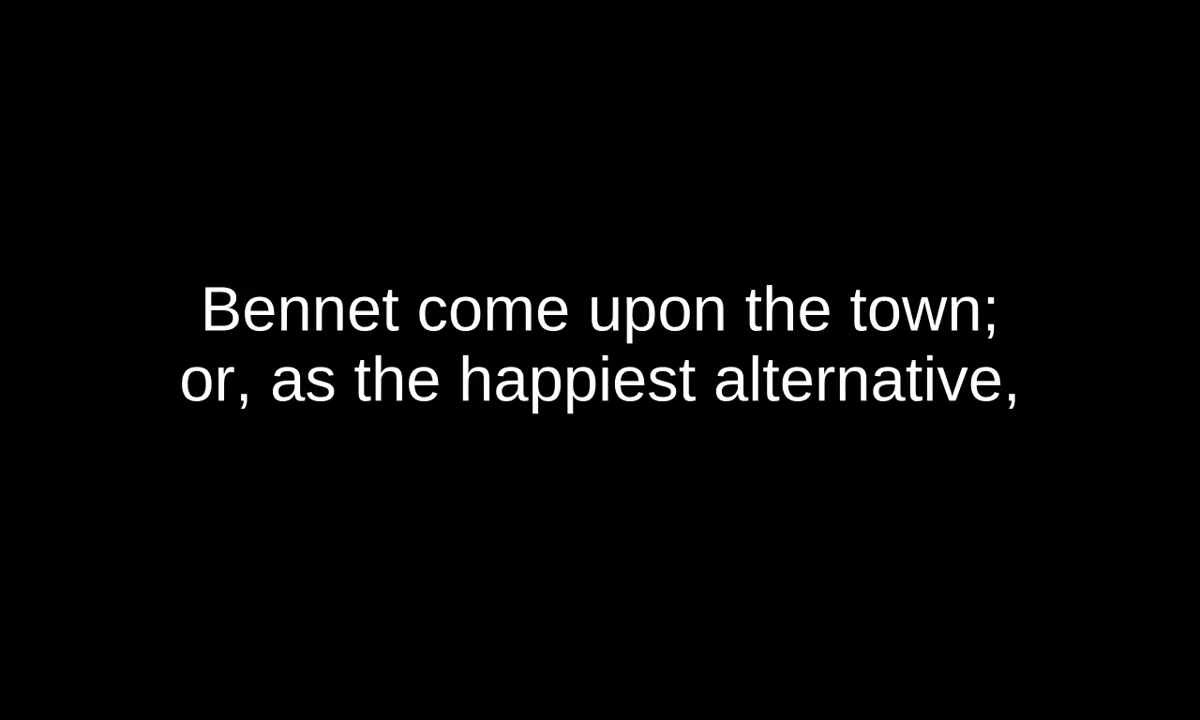 Bennet come upon the town;
or, as the happiest alternative,